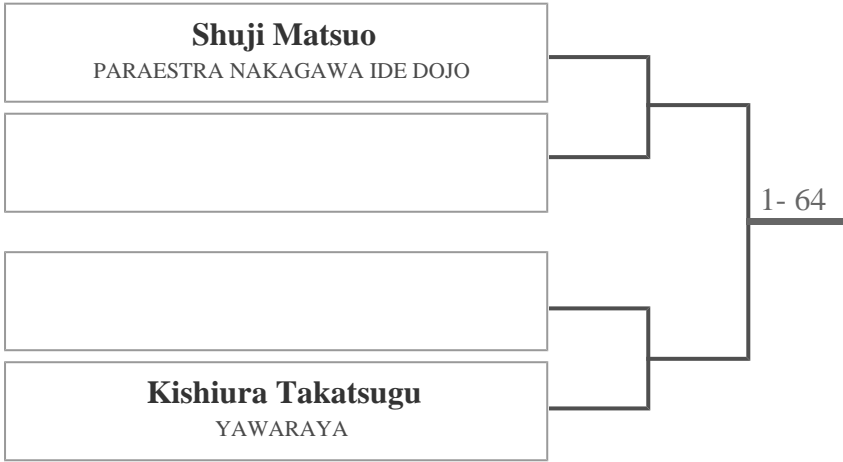 Shuji Matsuo
PARAESTRA NAKAGAWA IDE DOJO
1- 64
Kishiura Takatsugu
YAWARAYA